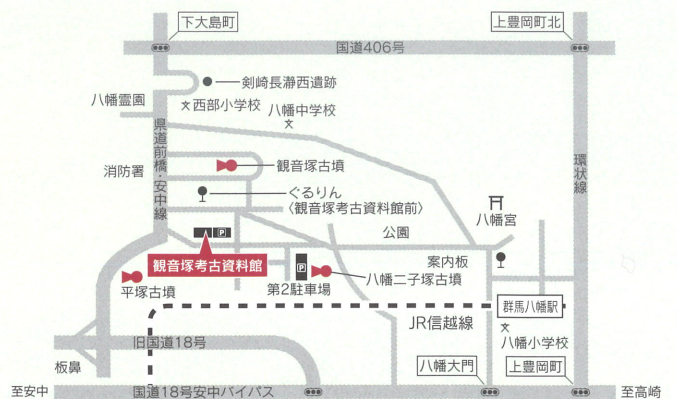 下大島町
上豊岡町北
国道406号
剣崎長瀞西遺跡
八幡霊園
西部小学校
八幡中学校
県道前橋・安中線
環状線
消防署
観音塚古墳
ぐるりん
〈観音塚考古資料館前〉
八幡宮
公園
P
観音塚考古資料館
案内板
P
平塚古墳
第2駐車場
八幡二子塚古墳
群馬八幡駅
JR信越線
旧国道18号
八幡小学校
板鼻
八幡大門
上豊岡町
至安中
国道18号安中バイパス
至高崎